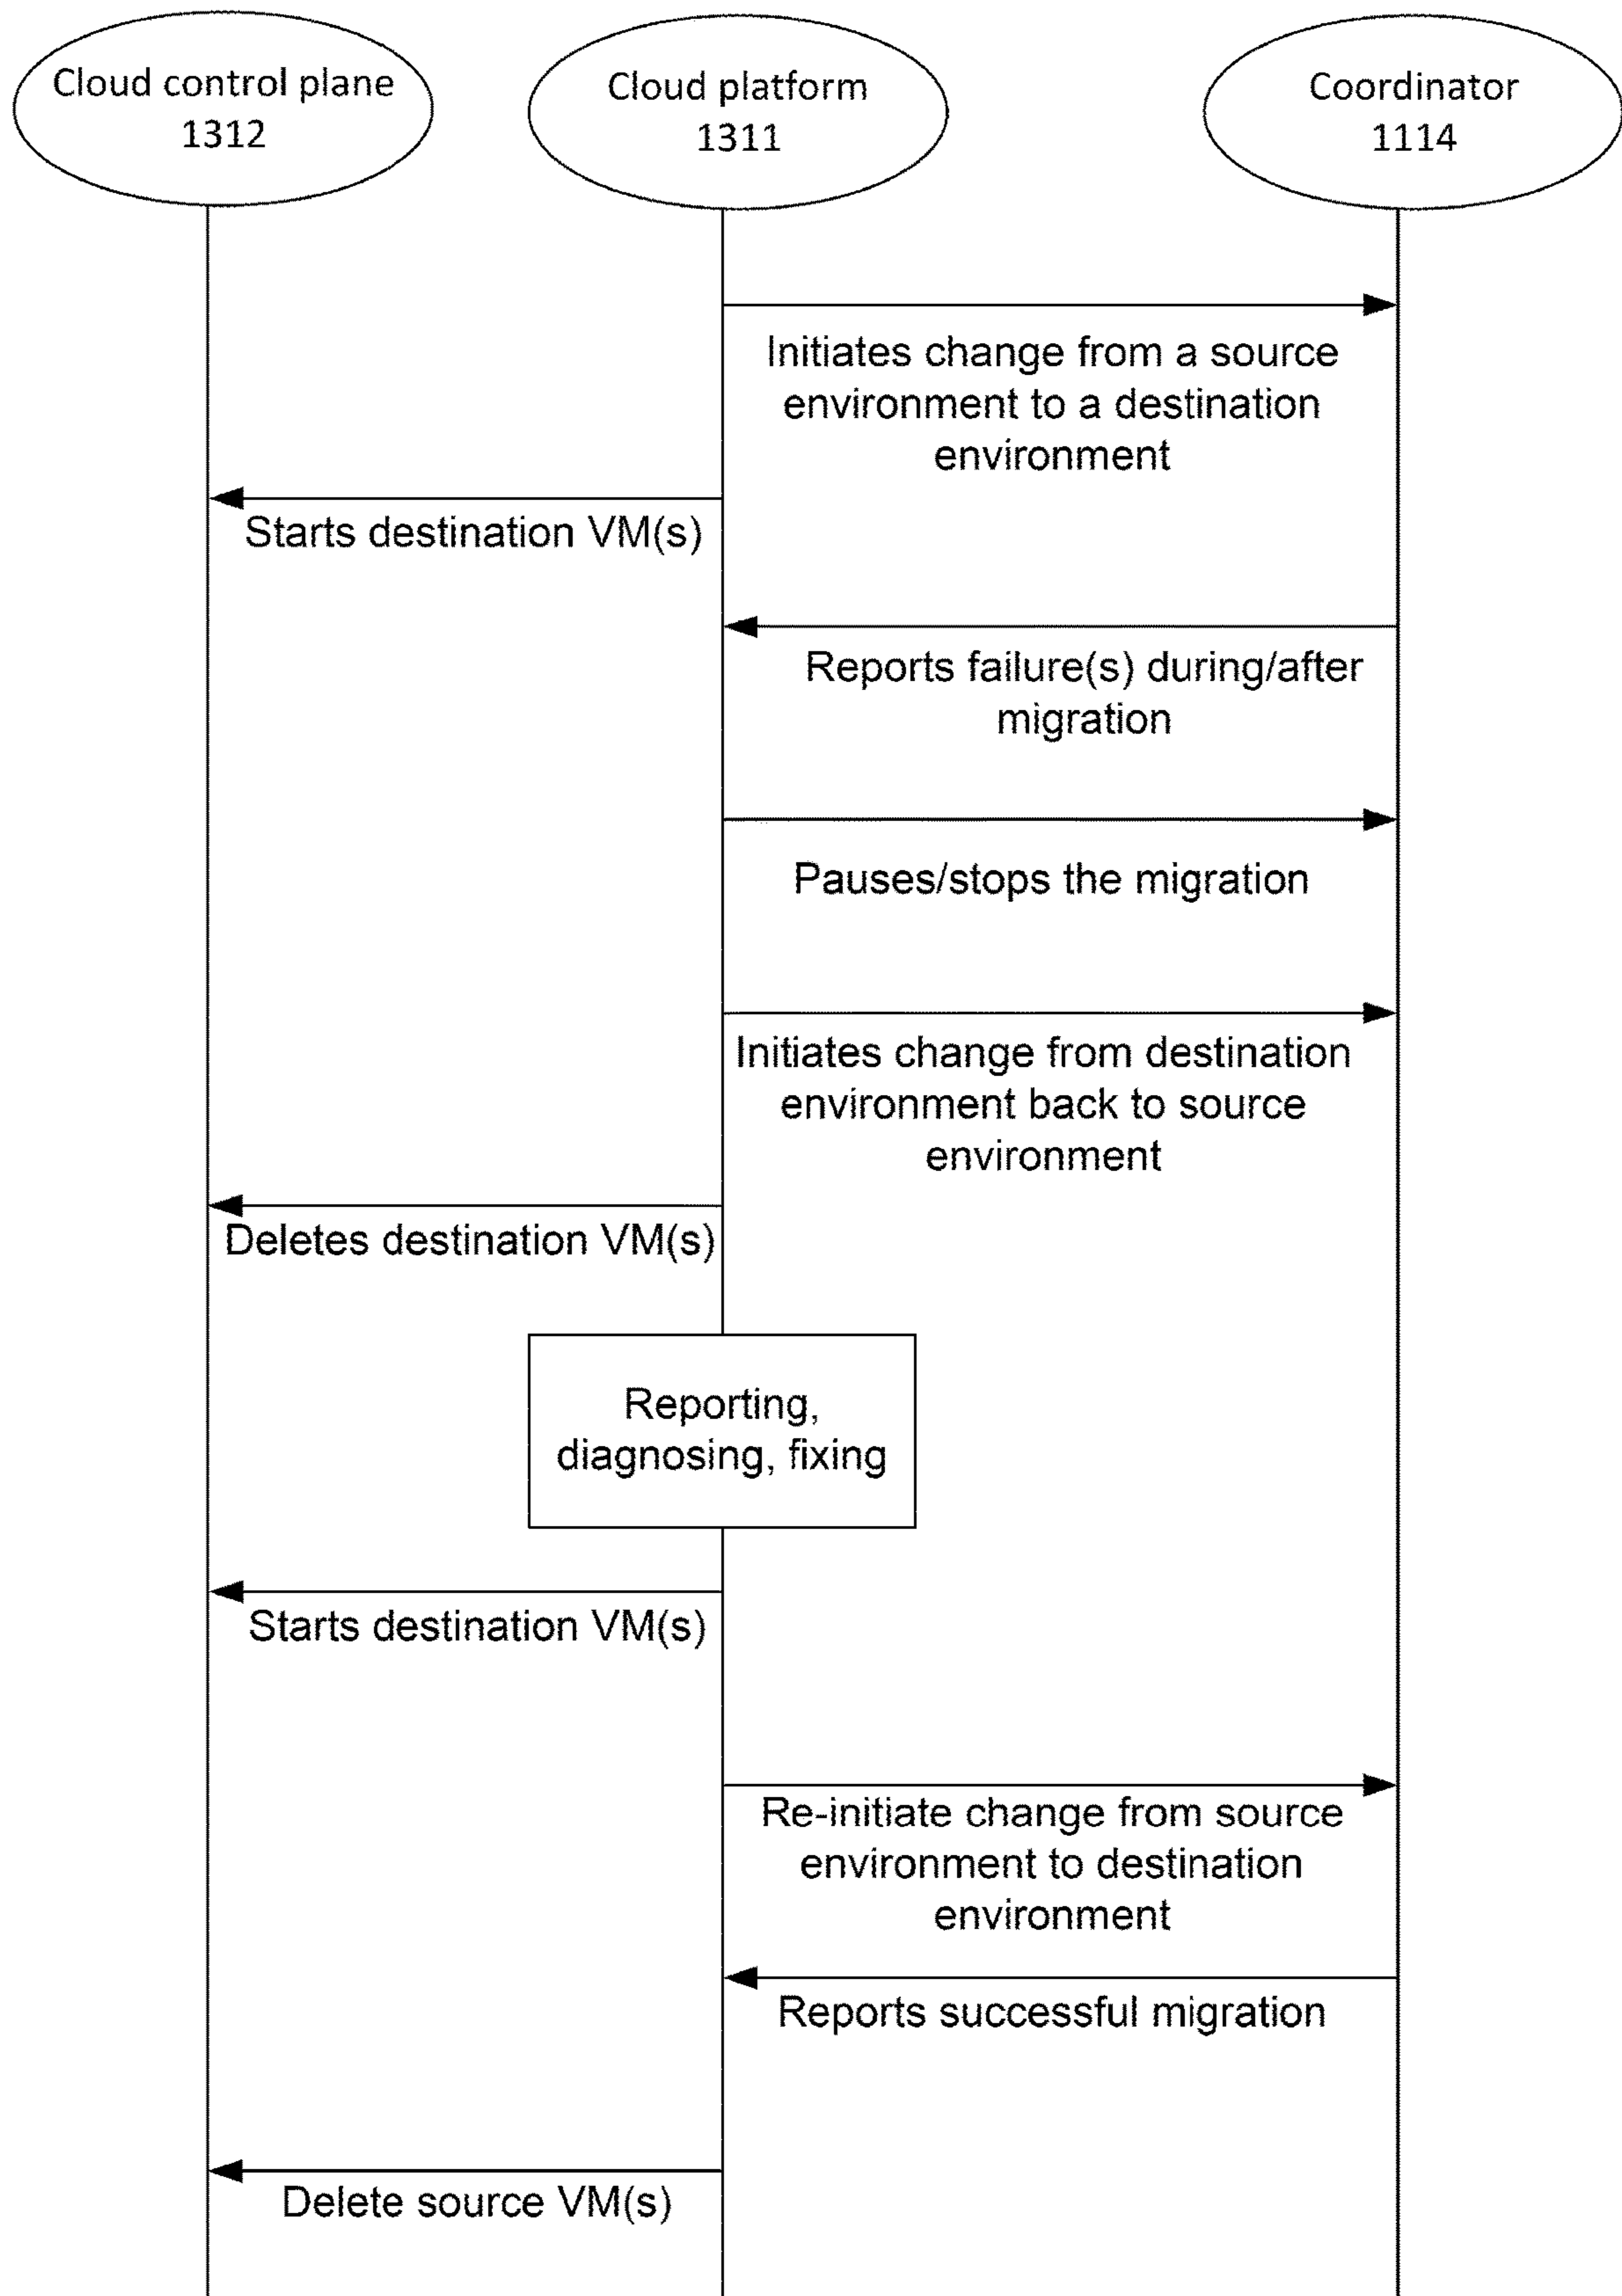 Cloud control plane
1312
Cloud platform
1311
Coordinator
1114
Initiates change from a source
environment to a destination
environment
Starts destination VM(s)
Reports failure(s) during/after
migration
Pauses/stops the migration
Initiates change from destination
environment back to source
environment
Deletes destination VM(s)
Reporting,
diagnosing, fixing
Starts destination VM(s)
Re-initiate change from source
environment to destination
environment
Reports successful migration
Delete source VM(s)